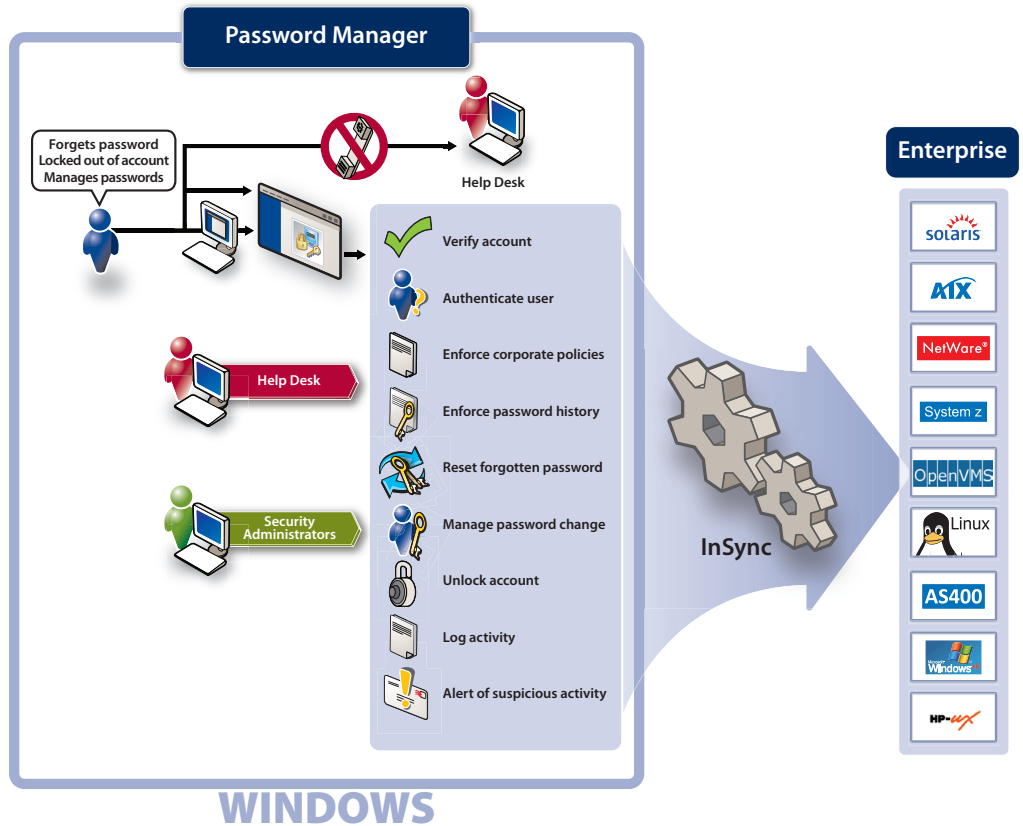 Password Manager
Forgets password
Locked out of account
Manages passwords
Help Desk
Verify account
Authenticate user
Enforce corporate policies
Enforce password history
Reset forgotten password
Manage password change
Unlock account
Log activity
Alert of suspicious activity
Help Desk
Security
Administrators
InSync
Enterprise
solaris
AIX
NetWare®
System z
OpenVMS
Linux
AS400
Microsoft
Windows XP
HP-ux
WINDOWS